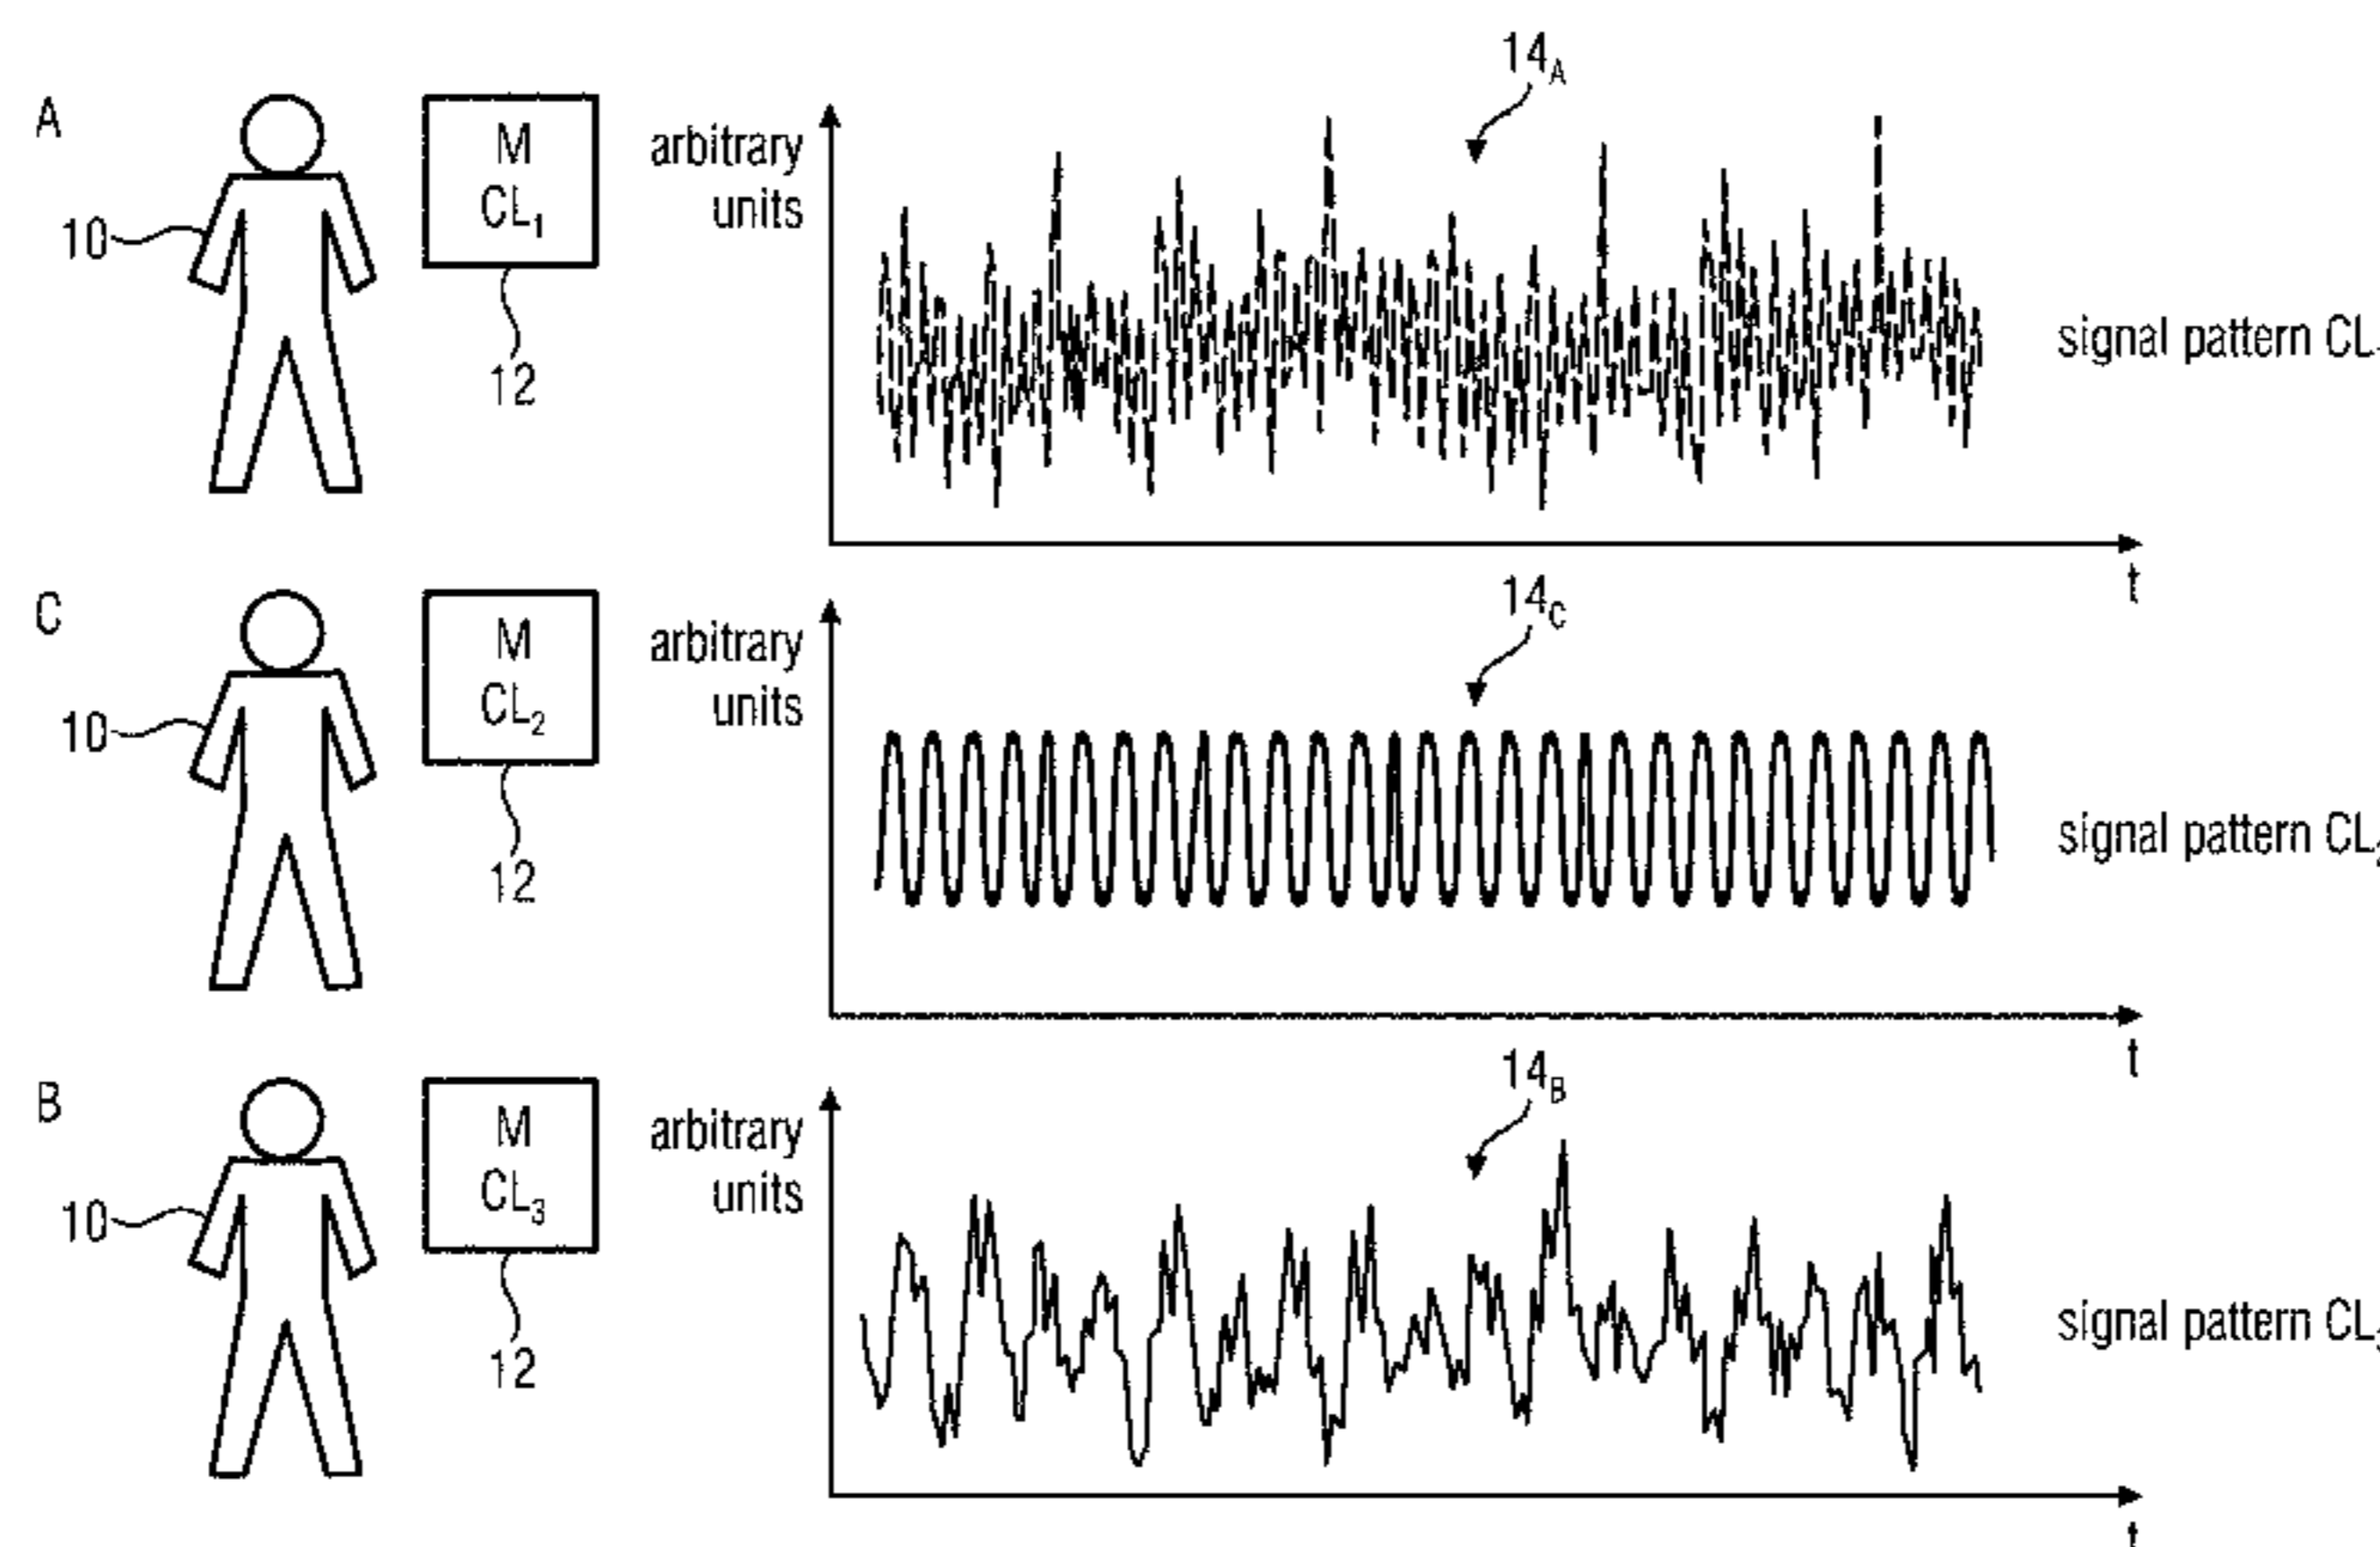 A
10
M
CL₁
12
arbitrary
units
14A
t
signal pattern CL
C
10
M
CL₂
12
arbitrary
units
14C
t
signal pattern CL
B
10
M
CL₃
12
arbitrary
units
14B
t
signal pattern CL